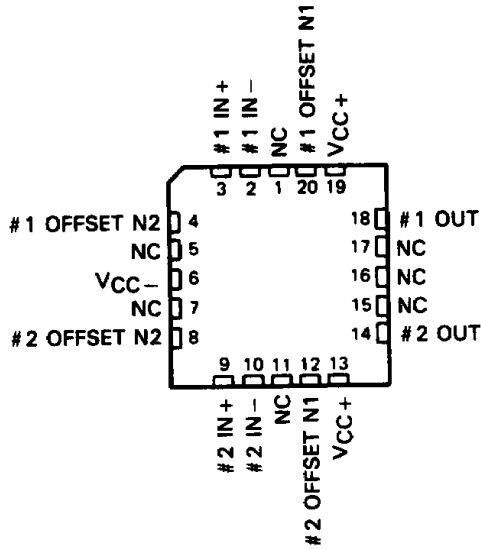 #1 IN+
#1 IN−
NC
#1 OFFSET N1
VCC+
3 2 1 20 19
#1 OFFSET N2 4
NC 5
VCC− 6
NC 7
#2 OFFSET N2 8
18 #1 OUT
17 NC
16 NC
15 NC
14 #2 OUT
9 10 11 12 13
#2 IN+
#2 IN−
NC
#2 OFFSET N1
VCC+